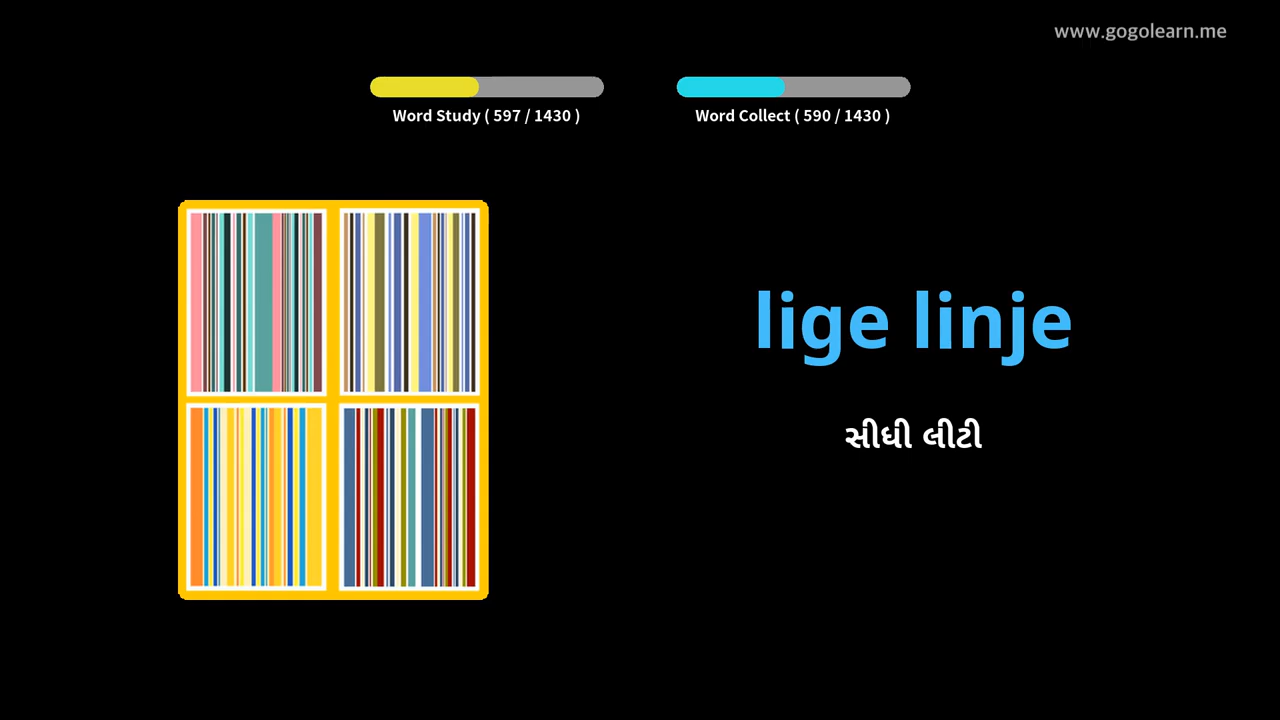 www.gogolearn.me
Word Study ( 597 / 1430 )
Word Collect ( 590 / 1430 )
lige linje
સીધી લીટી